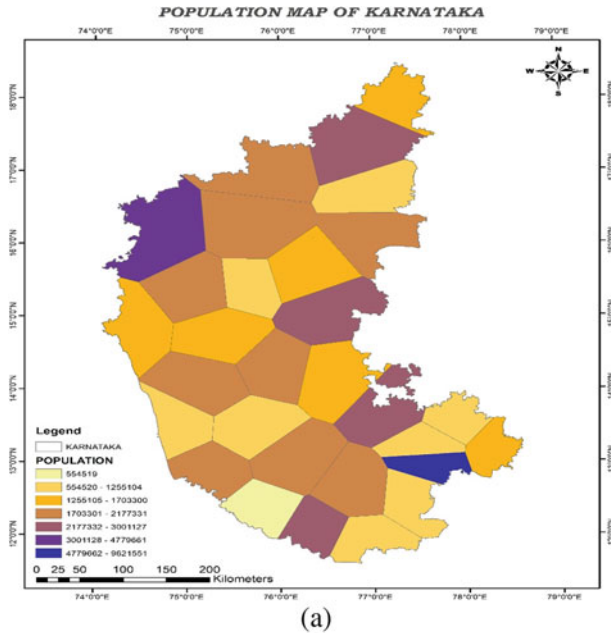 POPULATION MAP OF KARNATAKA
74°0'0"E 75°0'0"E 76°0'0"E 77°0'0"E 78°0'0"E 79°0'0"E
N
W E
S
18°0'0"N
17°0'0"N
16°0'0"N
15°0'0"N
14°0'0"N
13°0'0"N
12°0'0"N
Legend
KARNATAKA
POPULATION
554519
554520 - 1255104
1255105 - 1703300
1703301 - 2177331
2177332 - 3001127
3001128 - 4779661
4779662 - 9621551
0 25 50 100 150 200
Kilometers
74°0'0"E 75°0'0"E 76°0'0"E 77°0'0"E 78°0'0"E 79°0'0"E
(a)